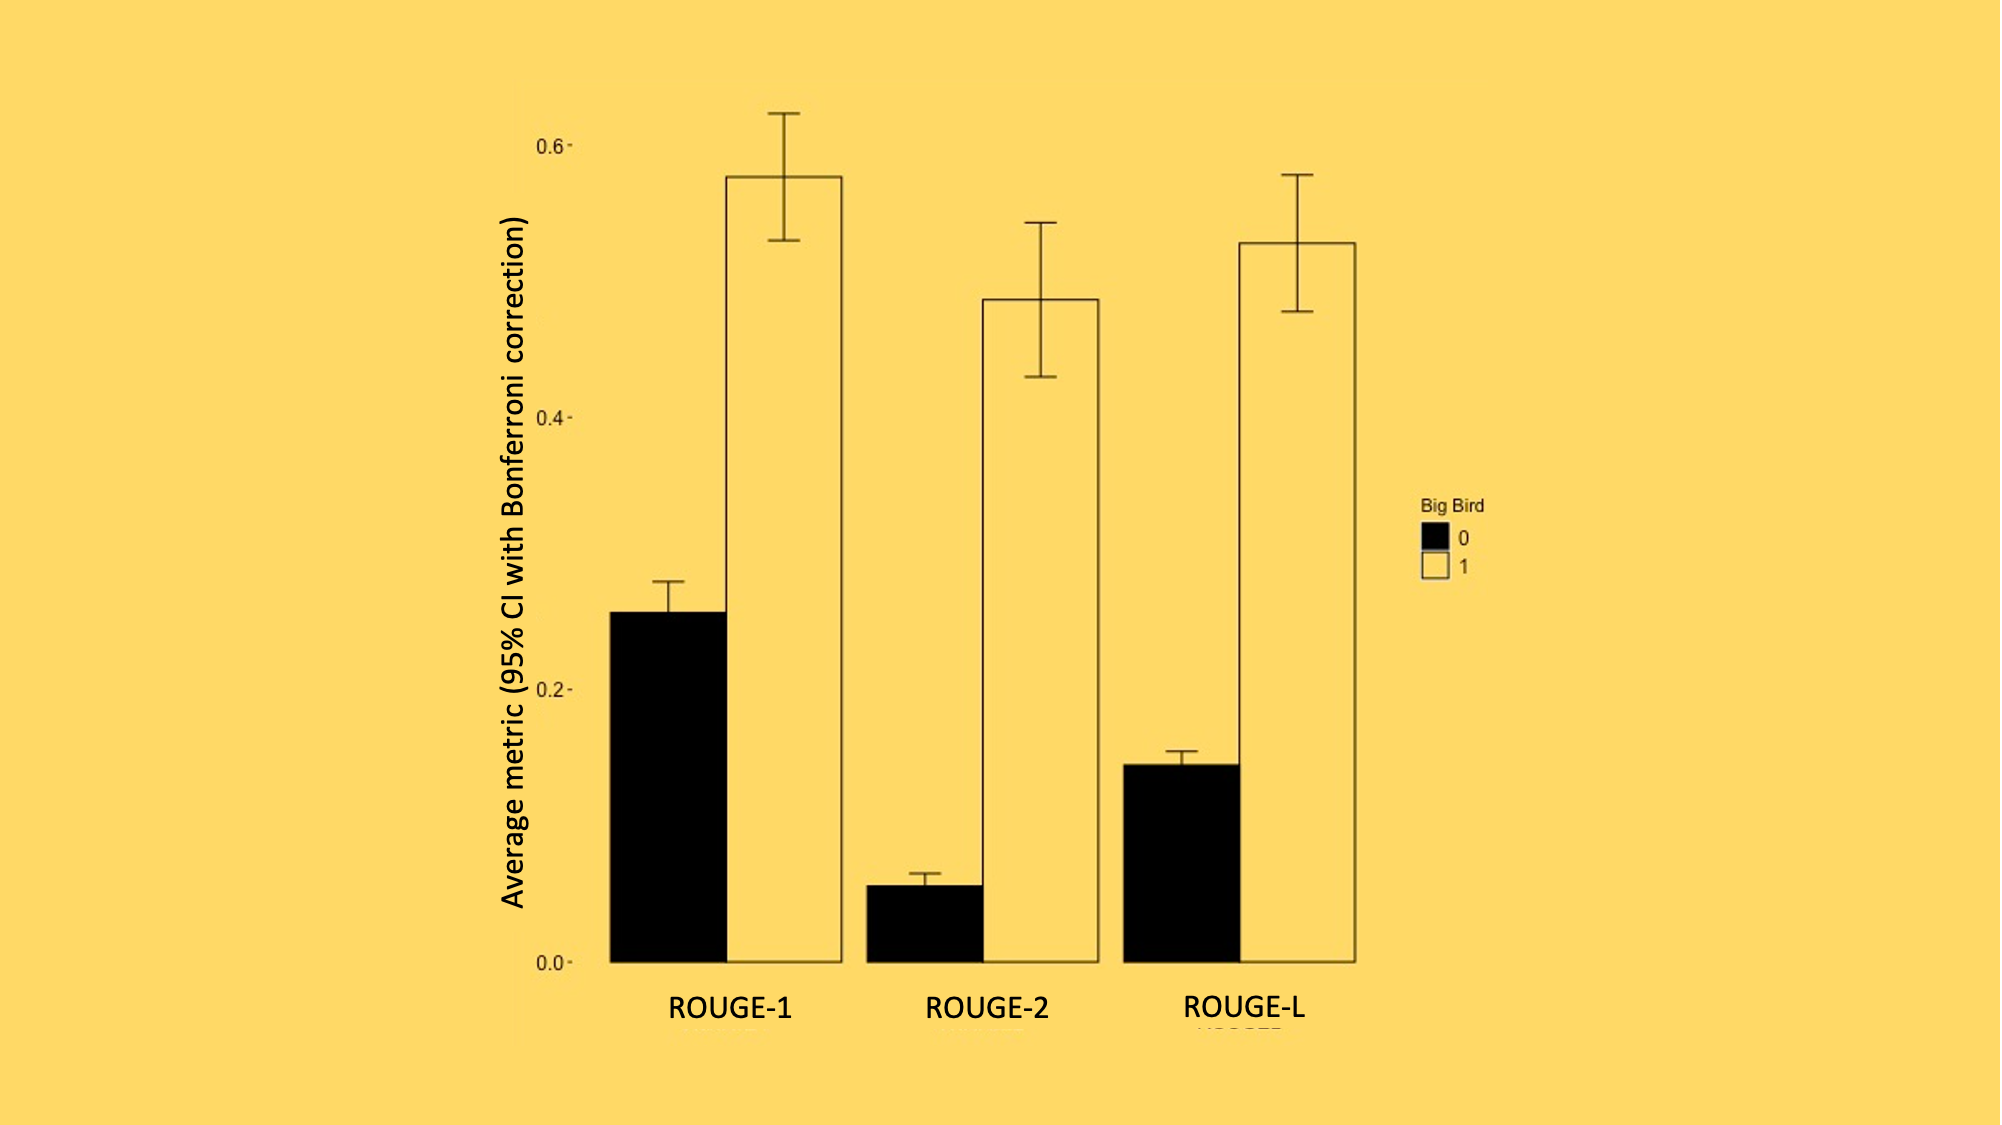 Average metric (95% CI with Bonferroni correction)
0.6
0.4
0.2
0.0
ROUGE-1
ROUGE-2
ROUGE-L
Big Bird
0
1